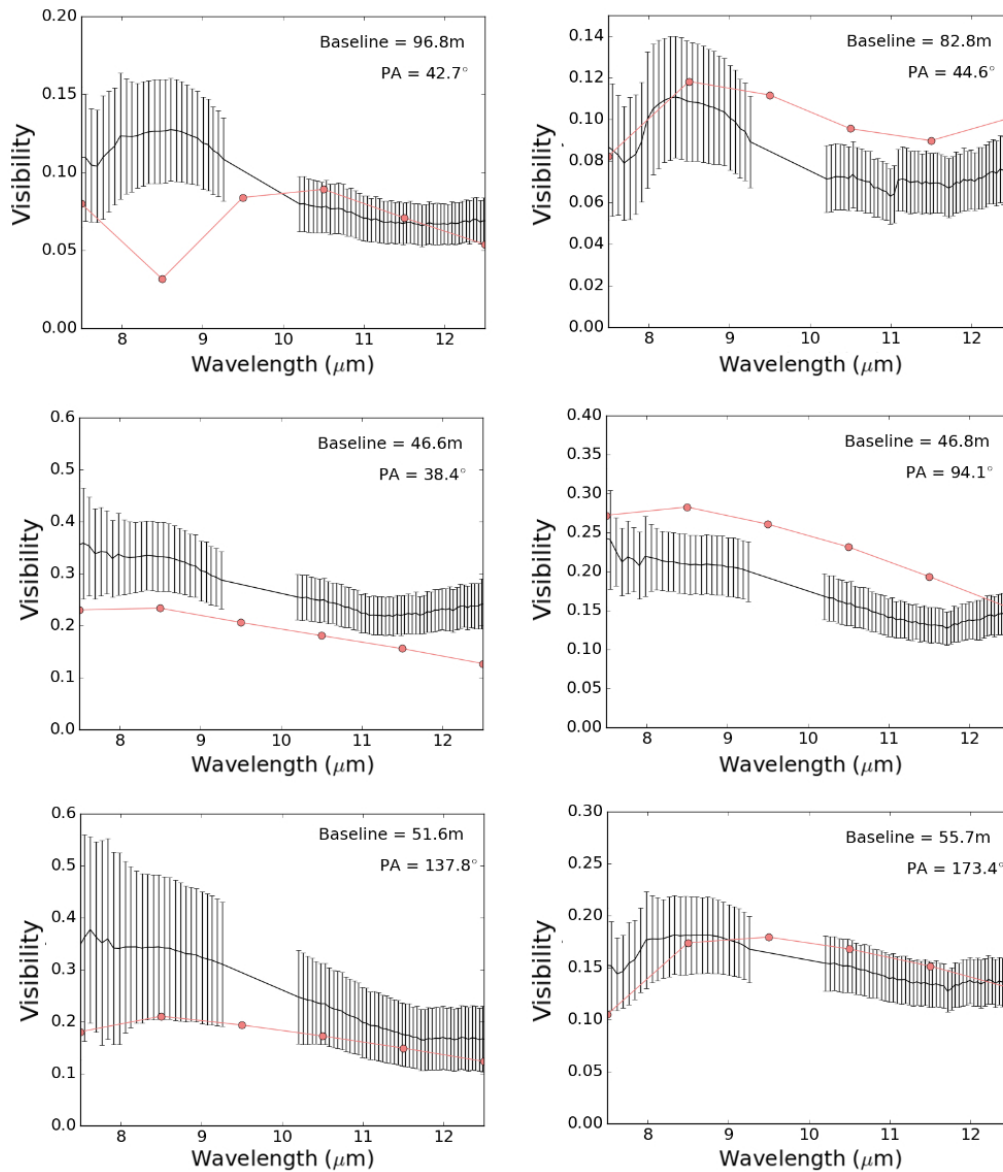 0.20
Baseline = 96.8m
PA = 42.7°
0.15
0.10
0.05
0.00
Visibility
8 9 10 11 12
Wavelength (μm)
0.14
Baseline = 82.8m
PA = 44.6°
0.12
0.10
0.08
0.06
0.04
0.02
0.00
Visibility
8 9 10 11 12
Wavelength (μm)
0.6
Baseline = 46.6m
PA = 38.4°
0.5
0.4
0.3
0.2
0.1
0.0
Visibility
8 9 10 11 12
Wavelength (μm)
0.40
Baseline = 46.8m
PA = 94.1°
0.35
0.30
0.25
0.20
0.15
0.10
0.05
0.00
Visibility
8 9 10 11 12
Wavelength (μm)
0.6
Baseline = 51.6m
PA = 137.8°
0.5
0.4
0.3
0.2
0.1
0.0
Visibility
8 9 10 11 12
Wavelength (μm)
0.30
Baseline = 55.7m
PA = 173.4°
0.25
0.20
0.15
0.10
0.05
0.00
Visibility
8 9 10 11 12
Wavelength (μm)